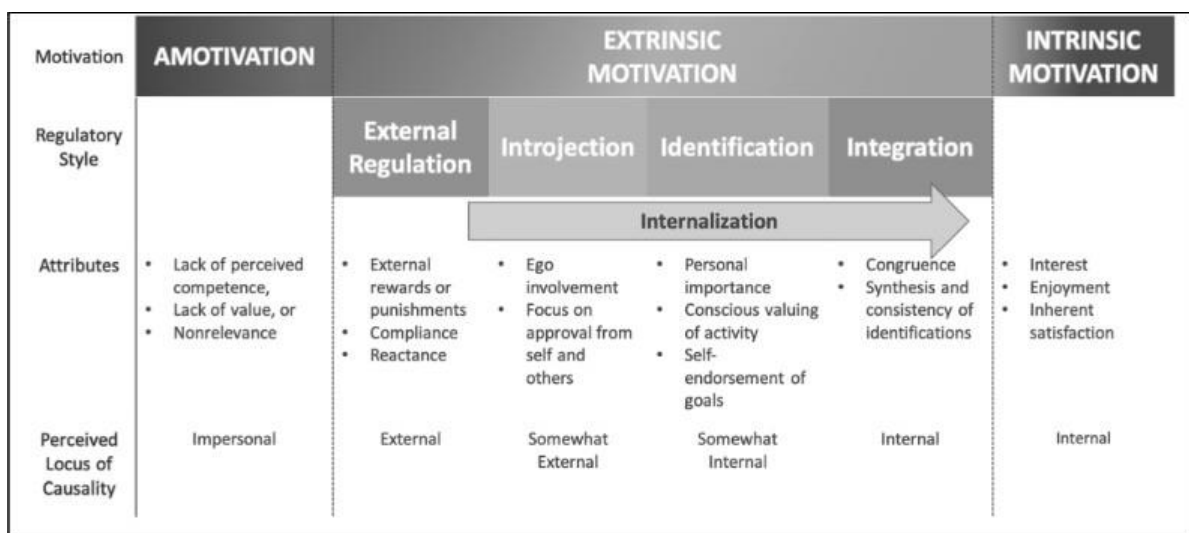 Motivation
AMOTIVATION
EXTRINSIC
MOTIVATION
INTRINSIC
MOTIVATION
Regulatory
Style
External
Regulation
Introjection
Identification
Integration
Internalization
Attributes
• Lack of perceived
competence,
• Lack of value, or
• Nonrelevance
• External
rewards or
punishments
• Compliance
• Reactance
• Ego
involvement
• Focus on
approval from
self and
others
• Personal
importance
• Conscious valuing
of activity
• Self-
endorsement of
goals
• Congruence
• Synthesis and
consistency of
identifications
• Interest
• Enjoyment
• Inherent
satisfaction
Perceived
Locus of
Causality
Impersonal
External
Somewhat
External
Somewhat
Internal
Internal
Internal